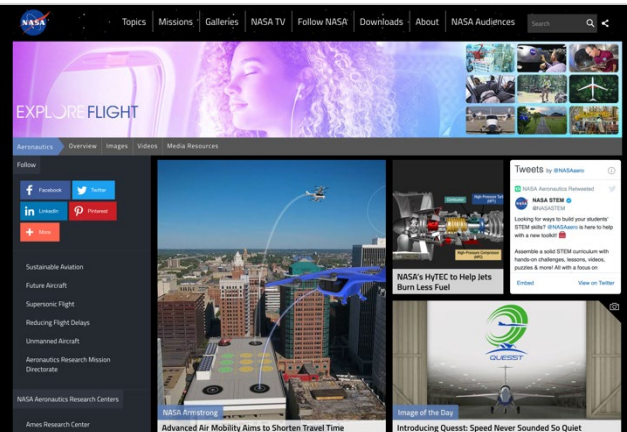 NASA
Topics
Missions
Galleries
NASA TV
Follow NASA
Downloads
About
NASA Audiences
Search
EXPLORE FLIGHT
Aeronautics
Overview
Images
Videos
Media Resources
Follow
Facebook
Twitter
LinkedIn
Pinterest
More
Sustainable Aviation
Future Aircraft
Supersonic Flight
Reducing Flight Delays
Unmanned Aircraft
Aeronautics Research Mission
Directorate
NASA Aeronautics Research Centers
Ames Research Center
NASA Armstrong
Advanced Air Mobility Aims to Shorten Travel Time
Combustor
High-Pressure Compressor
NASA's HyTEC to Help Jets
Burn Less Fuel
Tweets by @NASAaero
NASA Aeronautics Retweeted
NASA STEM
@NASASTEM
Looking for ways to build your students'
STEM skills? @NASAaero is here to help
with a new toolkit!
Assemble a solid STEM curriculum with
hands-on challenges, lessons, videos,
puzzles & more! All with a focus on
Embed
View on Twitter
QUESST
Image of the Day
Introducing Quesst: Speed Never Sounded So Quiet